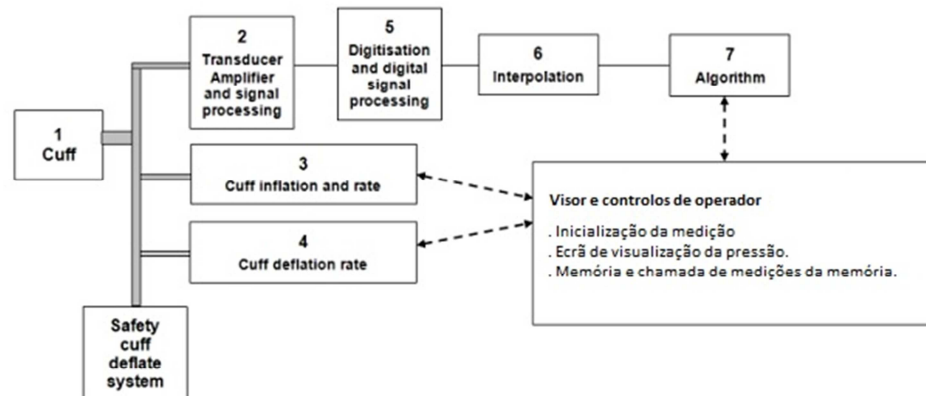 1
Cuff
2
Transducer
Amplifier
and signal
processing
5
Digitisation
and digital
signal
processing
6
Interpolation
7
Algorithm
3
Cuff inflation and rate
4
Cuff deflation rate
Safety
cuff
deflate
system
Visor e controlos de operador
. Inicialização da medição
. Ecrã de visualização da pressão.
. Memória e chamada de medições da memória.